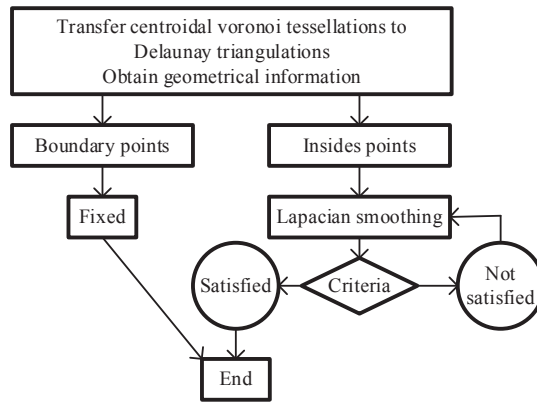 Transfer centroidal voronoi tessellations to
Delaunay triangulations
Obtain geometrical information
Boundary points
Insides points
Fixed
Lapacian smoothing
Satisfied
Criteria
Not
satisfied
End